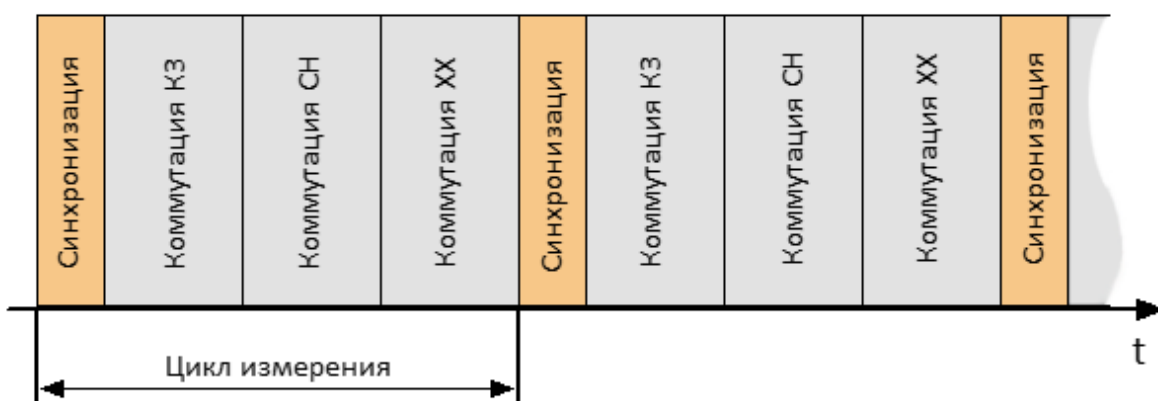 Синхронизация
Коммутация КЗ
Коммутация СН
Коммутация ХХ
Синхронизация
Коммутация КЗ
Коммутация СН
Коммутация ХХ
Синхронизация
t
Цикл измерения